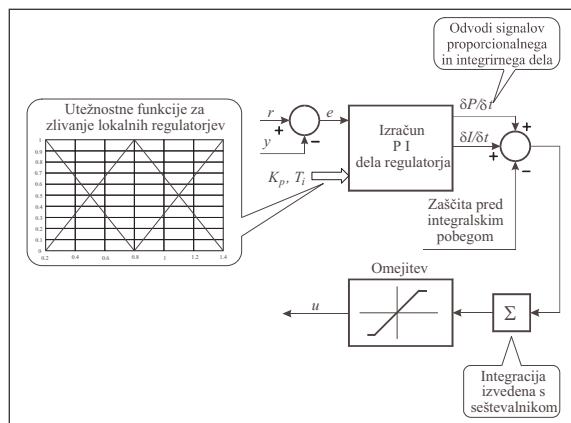 Odvodi signalov
proporcionalnega
in integrirnega dela
Utežnostne funkcije za
zlivanje lokalnih regulatorjev
1
0.9
0.8
0.7
0.6
0.5
0.4
0.3
0.2
0.1
0
0.2 0.4 0.6 0.8 1 1.2 1.4
r
+
e
y
−
Kp, Ti
Izračun
P I
dela regulatorja
δP/δt
δI/δt
+
+
−
Zaščita pred
integralskim
pobegom
Omejitev
u
Σ
Integracija
izvedena s
seštevalnikom